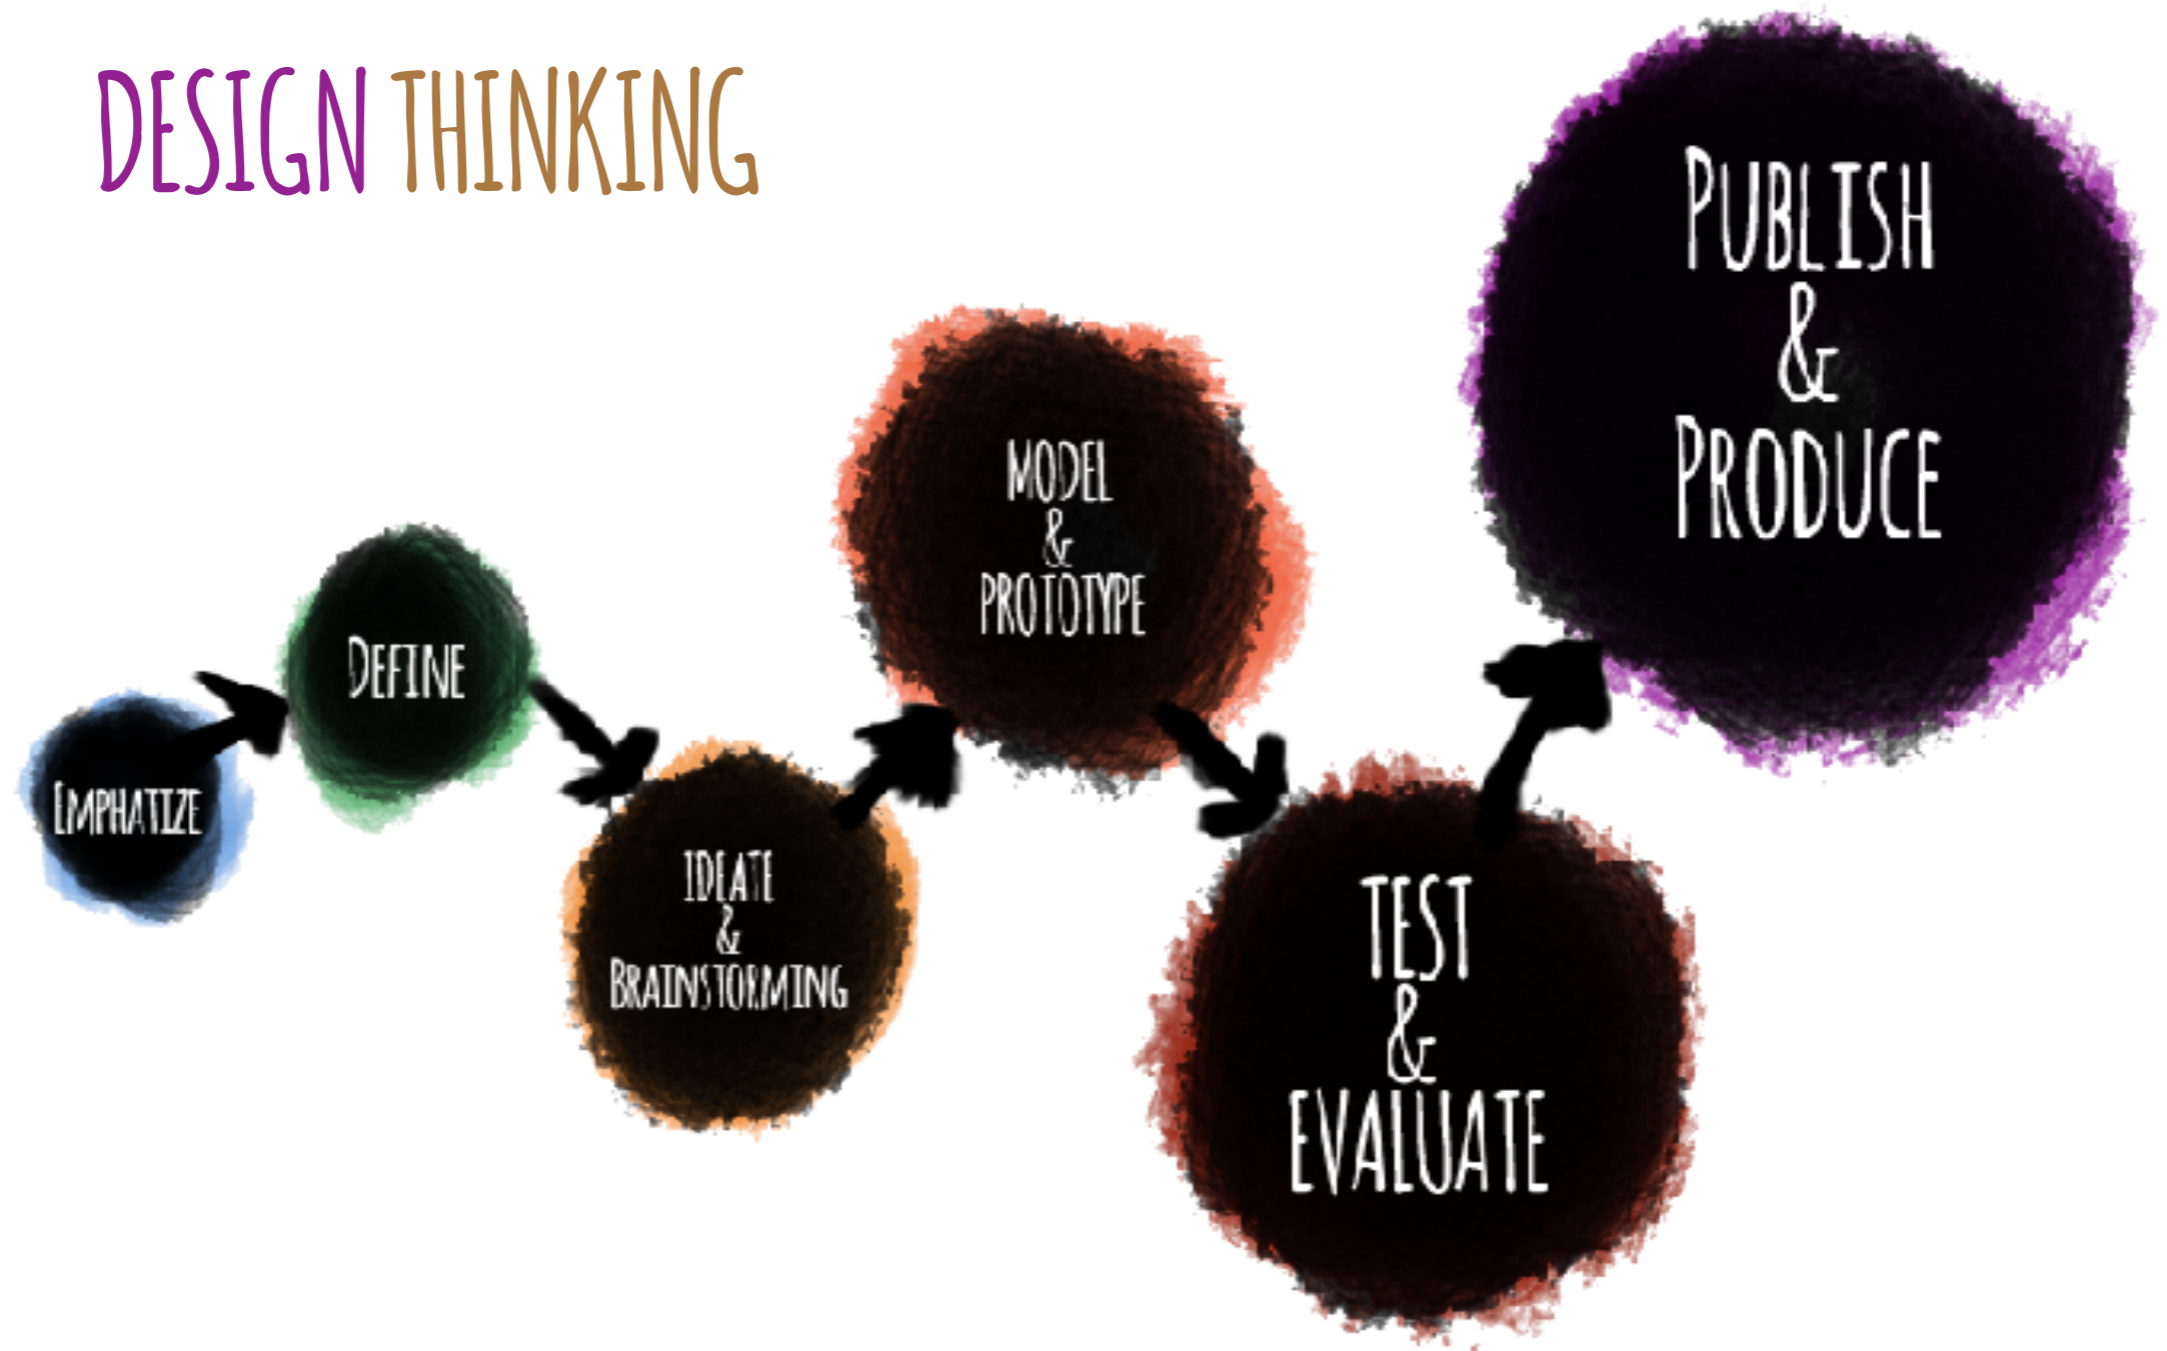 DESIGN THINKING
EMPHATIZE
DEFINE
IDEATE
&
BRAINSTORMING
MODEL
&
PROTOTYPE
TEST
&
EVALUATE
PUBLISH
&
PRODUCE